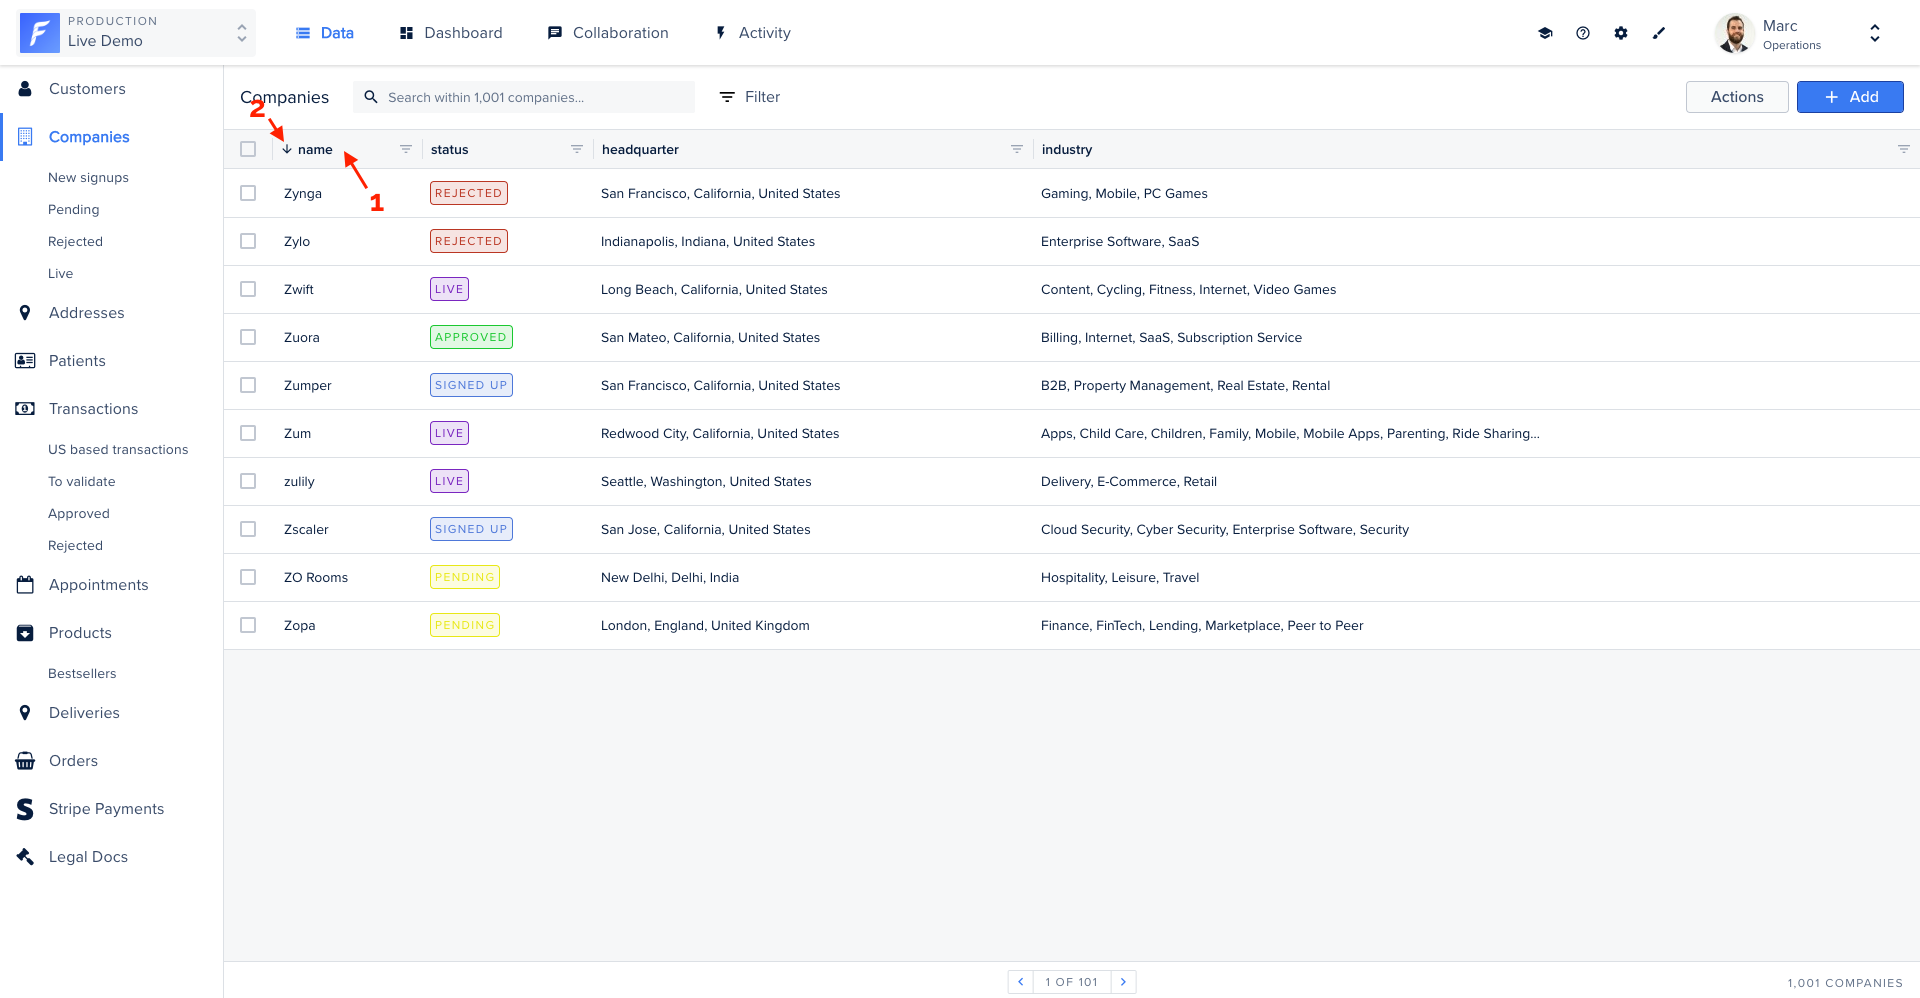 PRODUCTION
Live Demo
Data
Dashboard
Collaboration
Activity
Marc
Operations
Customers
Companies
New signups
Pending
Rejected
Live
Addresses
Patients
Transactions
US based transactions
To validate
Approved
Rejected
Appointments
Products
Bestsellers
Deliveries
Orders
Stripe Payments
Legal Docs
Companies
Search within 1,001 companies...
Filter
Actions
+ Add
2
1
name status headquarter industry
Zynga REJECTED San Francisco, California, United States Gaming, Mobile, PC Games
Zylo REJECTED Indianapolis, Indiana, United States Enterprise Software, SaaS
Zwift LIVE Long Beach, California, United States Content, Cycling, Fitness, Internet, Video Games
Zuora APPROVED San Mateo, California, United States Billing, Internet, SaaS, Subscription Service
Zumper SIGNED UP San Francisco, California, United States B2B, Property Management, Real Estate, Rental
Zum LIVE Redwood City, California, United States Apps, Child Care, Children, Family, Mobile, Mobile Apps, Parenting, Ride Sharing...
zulily LIVE Seattle, Washington, United States Delivery, E-Commerce, Retail
Zscaler SIGNED UP San Jose, California, United States Cloud Security, Cyber Security, Enterprise Software, Security
ZO Rooms PENDING New Delhi, Delhi, India Hospitality, Leisure, Travel
Zopa PENDING London, England, United Kingdom Finance, FinTech, Lending, Marketplace, Peer to Peer
1 OF 101
1,001 COMPANIES